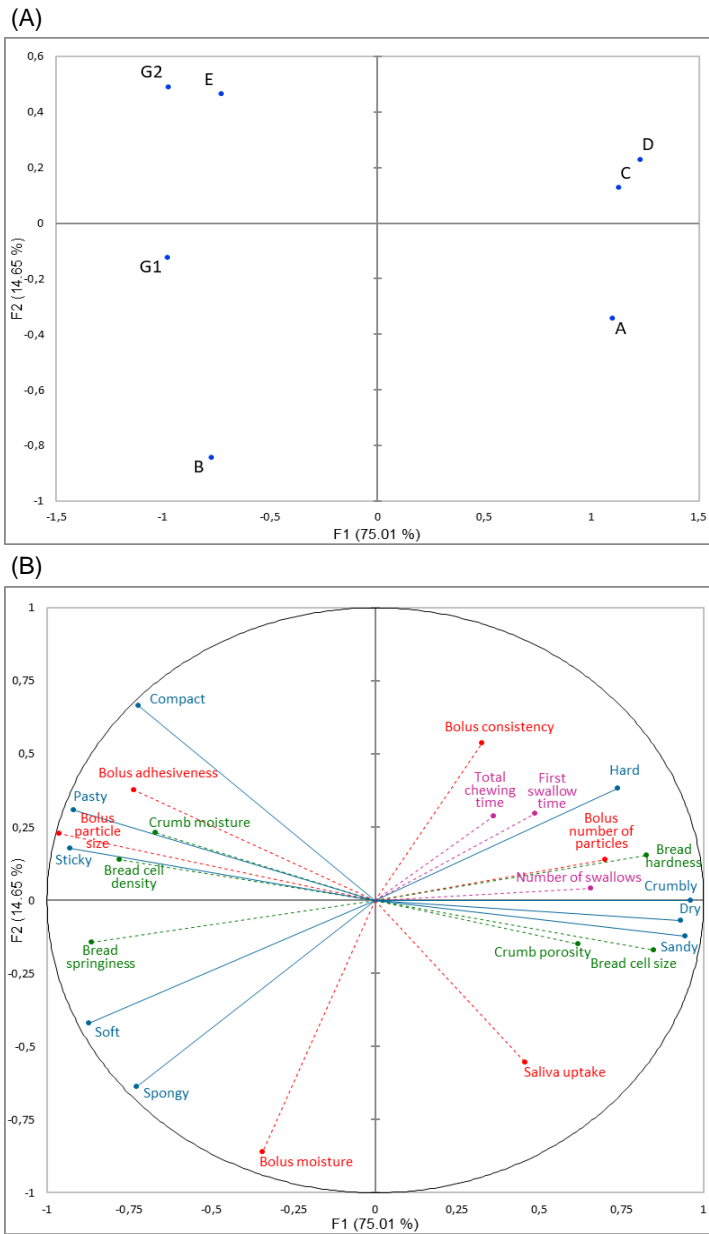 (A)
0,6
G2
E
0,4
D
0,2
C
0
G1
-0,2
A
-0,4
-0,6
-0,8
B
-1
F2 (14.65 %)
-1,5
-1
-0,5
0
0,5
1
1,5
F1 (75.01 %)
(B)
1
0,75
Compact
0,5
Bolus consistency
Bolus adhesiveness
Total
chewing
time
First
swallow
time
Hard
Pasty
Bolus
particle
size
Crumb moisture
0,25
Bolus
number of
particles
Bread
hardness
Sticky
Bread cell
density
Number of swallows
Crumbly
0
Dry
Bread
springiness
Crumb porosity
Sandy
Bread cell size
-0,25
Soft
-0,5
Spongy
Saliva uptake
-0,75
Bolus moisture
-1
F2 (14.65 %)
-1
-0,75
-0,5
-0,25
0
0,25
0,5
0,75
1
F1 (75.01 %)